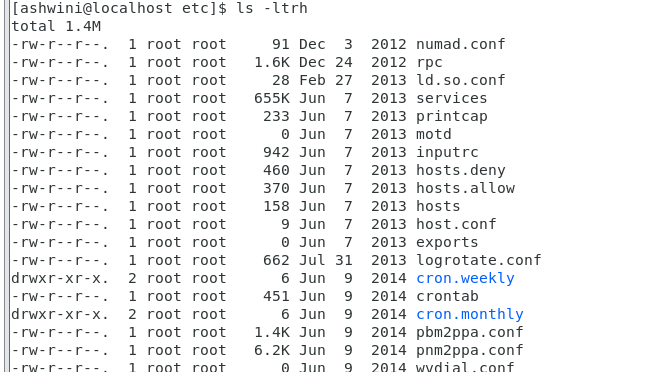 [ashwini@localhost etc]$ ls -ltrh
total 1.4M
-rw-r--r--.  1 root root     91 Dec  3  2012 numad.conf
-rw-r--r--.  1 root root   1.6K Dec 24  2012 rpc
-rw-r--r--.  1 root root     28 Feb 27  2013 ld.so.conf
-rw-r--r--.  1 root root   655K Jun  7  2013 services
-rw-r--r--.  1 root root    233 Jun  7  2013 printcap
-rw-r--r--.  1 root root      0 Jun  7  2013 motd
-rw-r--r--.  1 root root    942 Jun  7  2013 inputrc
-rw-r--r--.  1 root root    460 Jun  7  2013 hosts.deny
-rw-r--r--.  1 root root    370 Jun  7  2013 hosts.allow
-rw-r--r--.  1 root root    158 Jun  7  2013 hosts
-rw-r--r--.  1 root root      9 Jun  7  2013 host.conf
-rw-r--r--.  1 root root      0 Jun  7  2013 exports
-rw-r--r--.  1 root root    662 Jul 31  2013 logrotate.conf
drwxr-xr-x.  2 root root      6 Jun  9  2014 cron.weekly
-rw-r--r--.  1 root root    451 Jun  9  2014 crontab
drwxr-xr-x.  2 root root      6 Jun  9  2014 cron.monthly
-rw-r--r--.  1 root root   1.4K Jun  9  2014 pbm2ppa.conf
-rw-r--r--.  1 root root   6.2K Jun  9  2014 pnm2ppa.conf
-rw-r--r--.  1 root root      0 Jun  9  2014 wvdial.conf